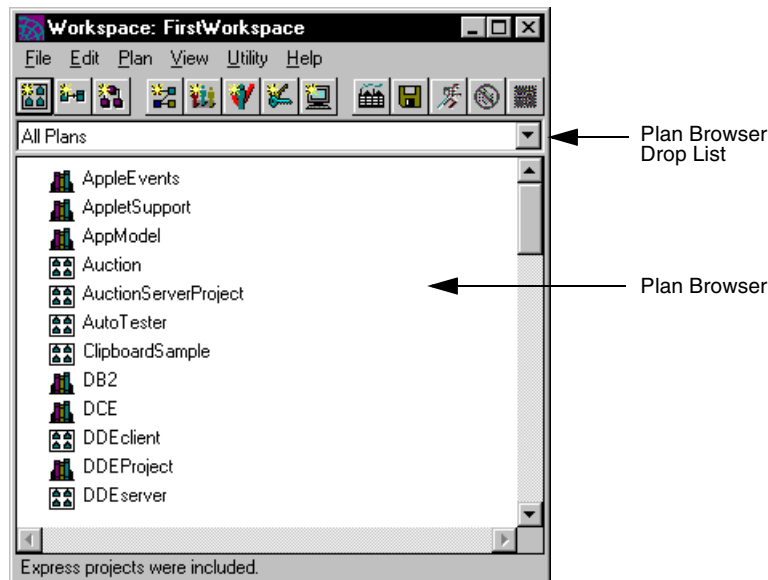 Workspace: FirstWorkspace
File Edit Plan View Utility Help
All Plans
Plan Browser
Drop List
AppleEvents
AppletSupport
AppModel
Auction
AuctionServerProject
Plan Browser
AutoTester
ClipboardSample
DB2
DCE
DDEclient
DDEProject
DDEserver
Express projects were included.